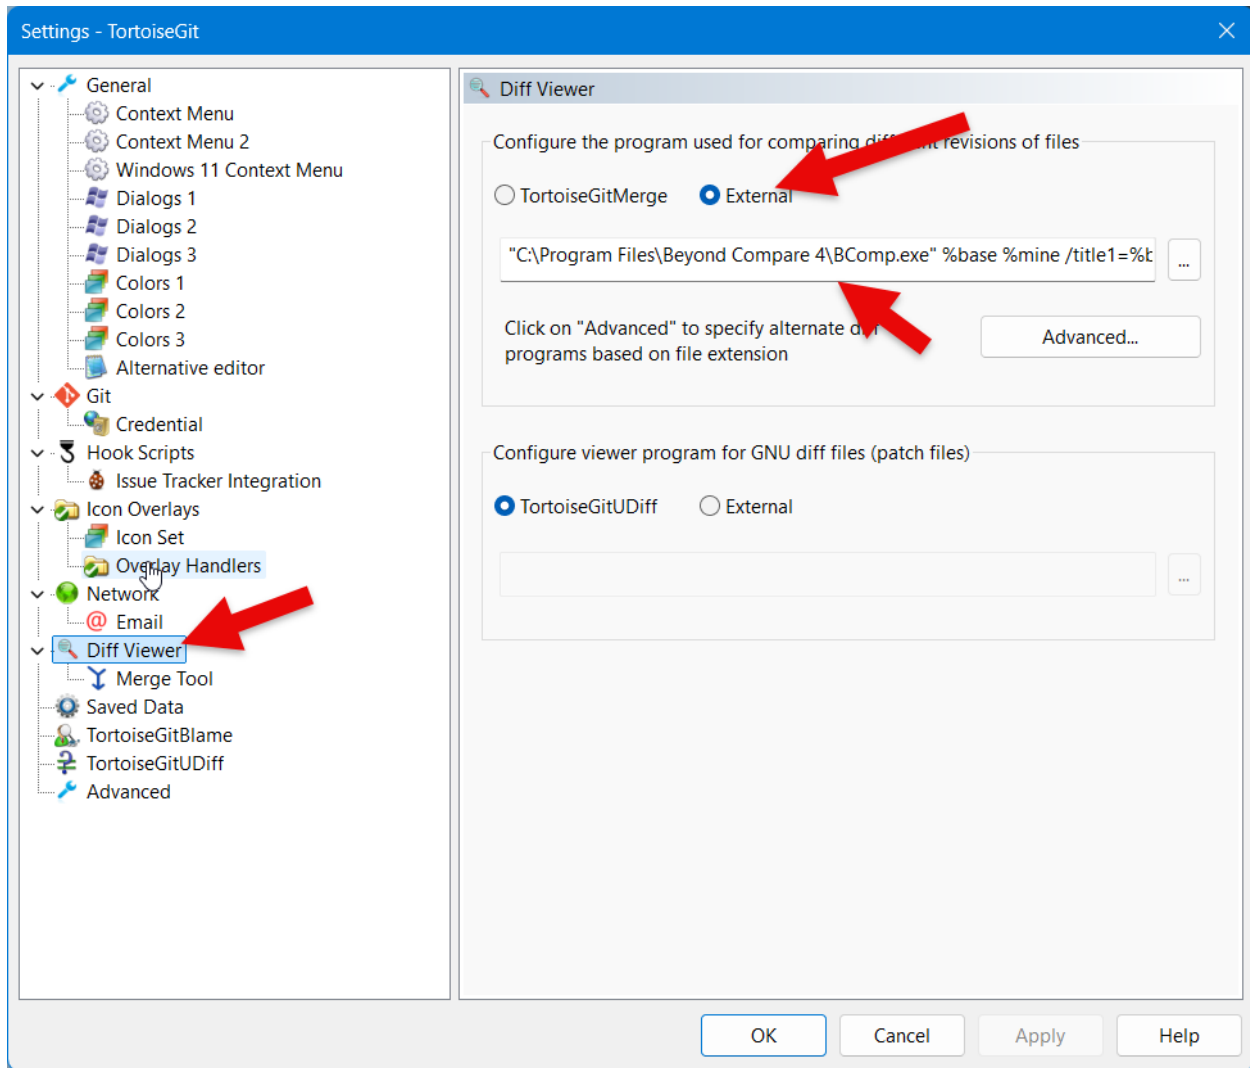 Settings - TortoiseGit
General
Context Menu
Context Menu 2
Windows 11 Context Menu
Dialogs 1
Dialogs 2
Dialogs 3
Colors 1
Colors 2
Colors 3
Alternative editor
Git
Credential
Hook Scripts
Issue Tracker Integration
Icon Overlays
Icon Set
Overlay Handlers
Network
Email
Diff Viewer
Merge Tool
Saved Data
TortoiseGitBlame
TortoiseGitUDiff
Advanced
Diff Viewer
Configure the program used for comparing different revisions of files
TortoiseGitMerge External
"C:\Program Files\Beyond Compare 4\BComp.exe" %base %mine /title1=%b
...
Click on "Advanced" to specify alternate diff
programs based on file extension
Advanced...
Configure viewer program for GNU diff files (patch files)
TortoiseGitUDiff External
...
OK Cancel Apply Help